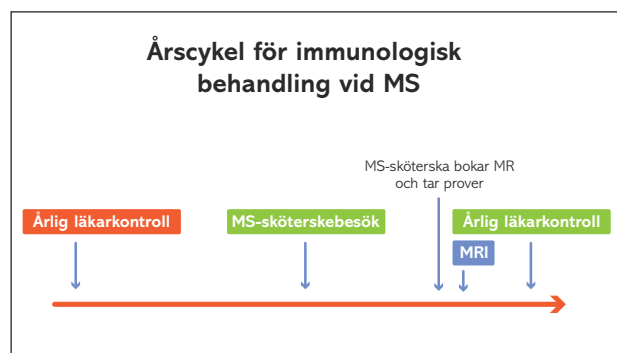 Årscykel för immunologisk
behandling vid MS
MS-sköterska bokar MR
och tar prover
Årlig läkarkontroll
MS-sköterskebesök
Årlig läkarkontroll
MRI